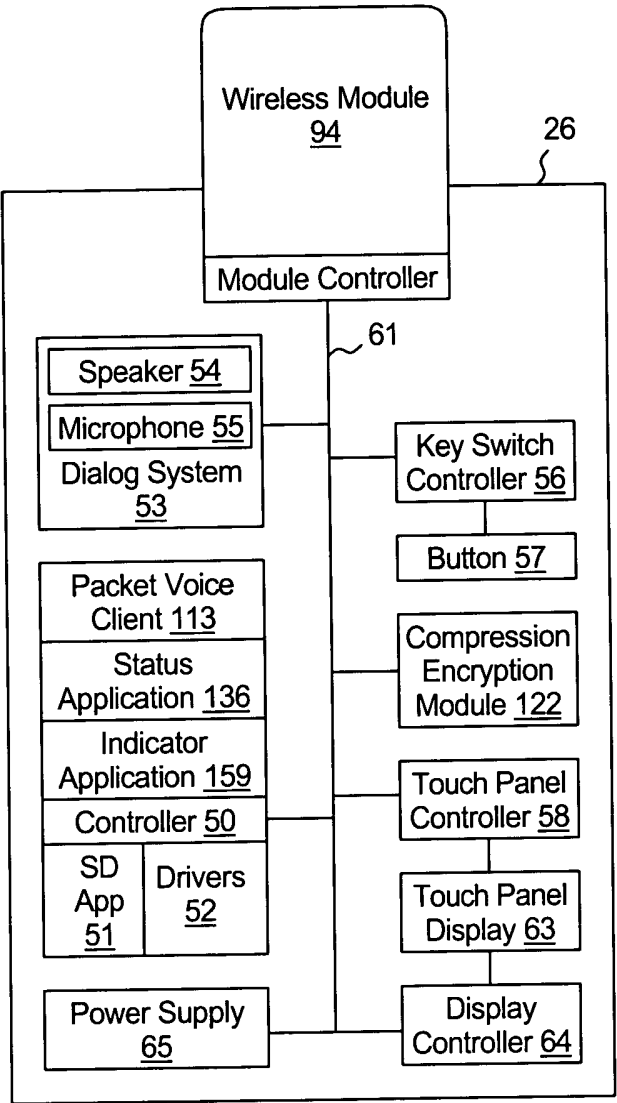 Wireless Module
94
26
Module Controller
61
Speaker 54
Microphone 55
Dialog System
53
Key Switch
Controller 56
Button 57
Packet Voice
Client 113
Status
Application 136
Indicator
Application 159
Controller 50
SD
App
51
Drivers
52
Compression
Encryption
Module 122
Touch Panel
Controller 58
Touch Panel
Display 63
Power Supply
65
Display
Controller 64